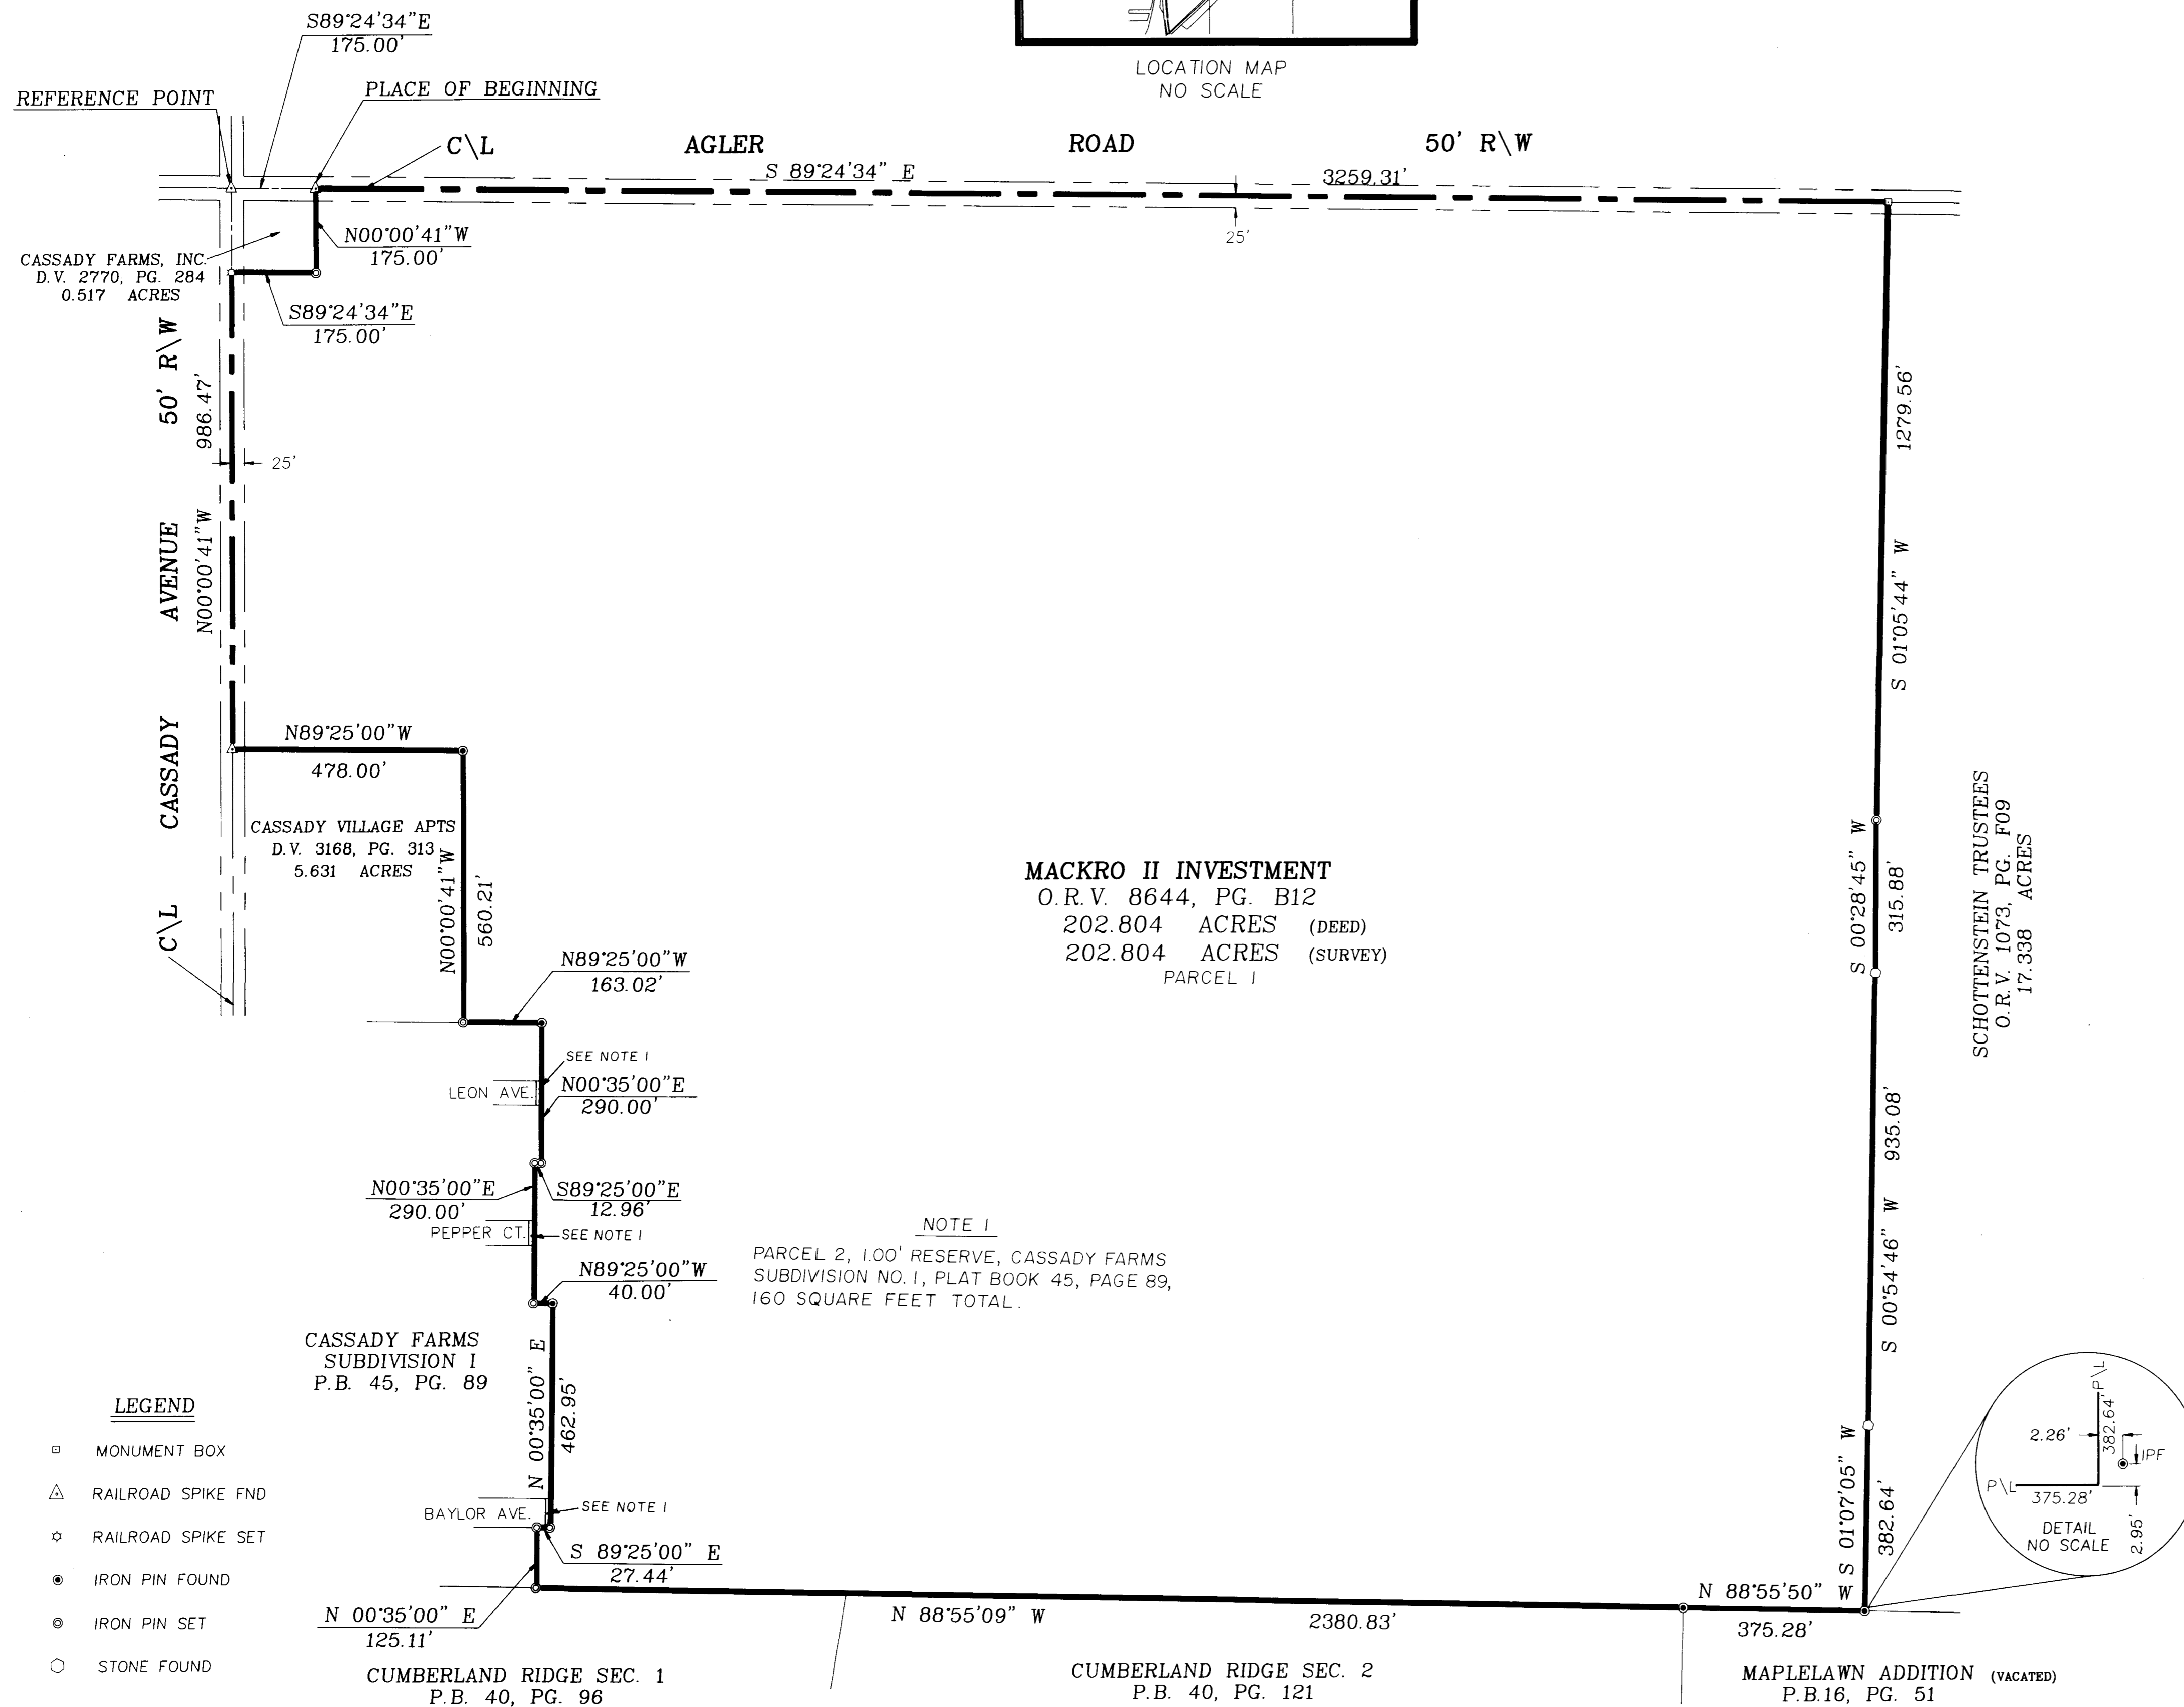 S89°24'34"E
175.00'
LOCATION MAP
NO SCALE
REFERENCE POINT
PLACE OF BEGINNING
C\L AGLER ROAD 50' R\W
S 89°24'34" E 3259.31'
25'
N00°00'41"W
175.00'
CASSADY FARMS, INC.
D.V. 2770, PG. 284
0.517 ACRES
S89°24'34"E
175.00'
C\L CASSADY AVENUE 50' R\W
N00°00'41"W 986.47'
25'
N89°25'00"W
478.00'
CASSADY VILLAGE APTS
D.V. 3168, PG. 313
5.631 ACRES
N00°00'41"W
560.21'
N89°25'00"W
163.02'
SEE NOTE 1
LEON AVE.
N00°35'00"E
290.00'
N00°35'00"E
290.00'
S89°25'00"E
12.96'
PEPPER CT.
SEE NOTE 1
N89°25'00"W
40.00'
MACKRO II INVESTMENT
O.R.V. 8644, PG. B12
202.804 ACRES (DEED)
202.804 ACRES (SURVEY)
PARCEL 1
NOTE 1
PARCEL 2, 1.00' RESERVE, CASSADY FARMS
SUBDIVISION NO. 1, PLAT BOOK 45, PAGE 89,
160 SQUARE FEET TOTAL.
CASSADY FARMS
SUBDIVISION I
P.B. 45, PG. 89
N 00°35'00" E
462.95'
BAYLOR AVE.
SEE NOTE 1
S 89°25'00" E
27.44'
N 00°35'00" E
125.11'
S 01°05'44" W 1279.56'
S 00°28'45" W
315.88'
S 00°54'46" W 935.08'
S 01°07'05" W
382.64'
SCHOTTENSTEIN TRUSTEES
O.R.V. 1073, PG. F09
17.338 ACRES
N 88°55'09" W 2380.83'
N 88°55'50" W
375.28'
P\L
382.64'
2.26'
IPF
P\L
375.28'
2.95'
DETAIL
NO SCALE
LEGEND
MONUMENT BOX
RAILROAD SPIKE FND
RAILROAD SPIKE SET
IRON PIN FOUND
IRON PIN SET
STONE FOUND
CUMBERLAND RIDGE SEC. 1
P.B. 40, PG. 96
CUMBERLAND RIDGE SEC. 2
P.B. 40, PG. 121
MAPLELAWN ADDITION (VACATED)
P.B.16, PG. 51